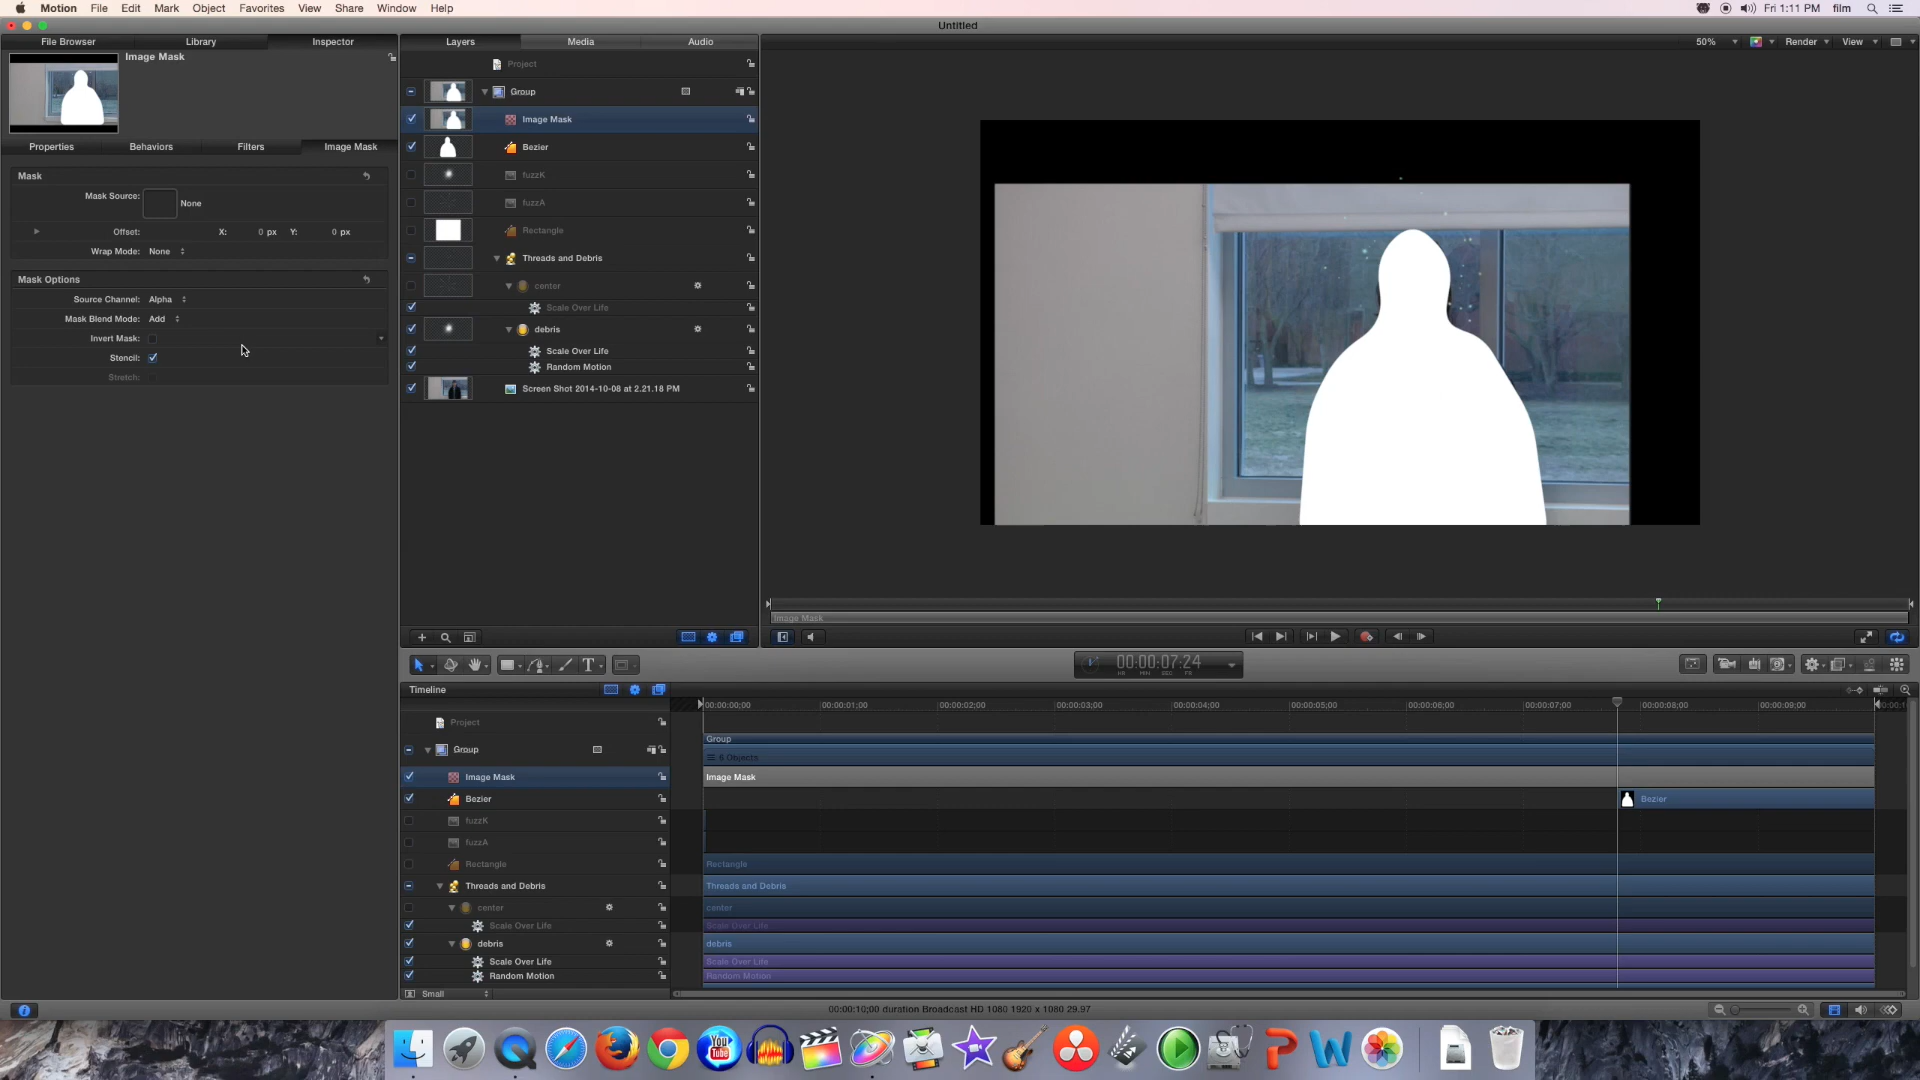 Motion File Edit Mark Object Favorites View Share Window Help
Fri 1:11 PM film
Untitled
File Browser Library Inspector
Layers Media Audio
50% Render View
Image Mask
Properties Behaviors Filters Image Mask
Mask
Mask Source: None
Offset: X: 0 px Y: 0 px
Wrap Mode: None
Mask Options
Source Channel: Alpha
Mask Blend Mode: Add
Invert Mask:
Stencil:
Stretch:
Project
Group
Image Mask
Bezier
fuzzK
fuzzA
Rectangle
Threads and Debris
center
Scale Over Life
debris
Scale Over Life
Random Motion
Screen Shot 2014-10-08 at 2.21.18 PM
Image Mask
T
00:00:07:24
HR MIN SEC FR
Timeline
00:00:00;00 00:00:01;00 00:00:02;00 00:00:03;00 00:00:04;00 00:00:05;00 00:00:06;00 00:00:07;00 00:00:08;00 00:00:09;00
Project
Group
Group
6 Objects
Image Mask
Image Mask
Bezier
Bezier
fuzzK
fuzzA
Rectangle
Rectangle
Threads and Debris
Threads and Debris
center
center
Scale Over Life
Scale Over Life
debris
debris
Scale Over Life
Scale Over Life
Random Motion
Random Motion
Small
00:00:10;00 duration Broadcast HD 1080 1920 x 1080 29.97
You
Tube